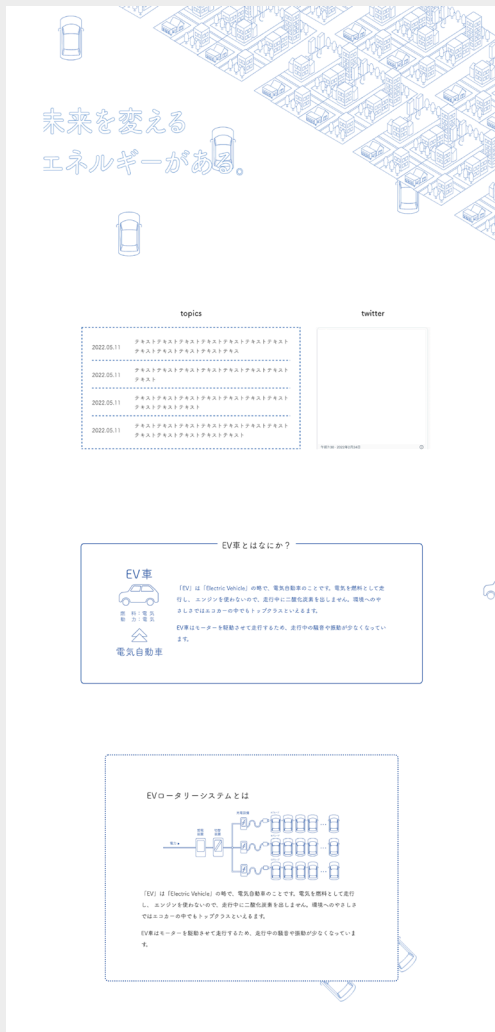 未来を変える
エネルギーがある。
topics
twitter
2022.05.11
テキストテキストテキストテキストテキストテキストテキスト
テキストテキストテキストテキストテキス
2022.05.11
テキストテキストテキストテキストテキストテキストテキスト
テキスト
2022.05.11
テキストテキストテキストテキストテキストテキストテキスト
テキストテキストテキスト
2022.05.11
テキストテキストテキストテキストテキストテキストテキスト
テキストテキストテキストテキストテキスト
EV車とはなにか？
EV車
燃 料：電 気
動 力：電 気
電気自動車
「EV」は「Electric Vehicle」の略で、電気自動車のことです。電気を燃料として走
行し、 エンジンを使わないので、走行中に二酸化炭素を出しません。環境へのや
さしさではエコカーの中でもトップクラスといえるます。
EV車はモーターを駆動させて走行するため、走行中の騒音や振動が少なくなってい
ます。
EVロータリーシステムとは
「EV」は「Electric Vehicle」の略で、電気自動車のことです。電気を燃料として走行
し、 エンジンを使わないので、走行中に二酸化炭素を出しません。環境へのやさしさ
ではエコカーの中でもトップクラスといえるます。
EV車はモーターを駆動させて走行するため、走行中の騒音や振動が少なくなっていま
す。